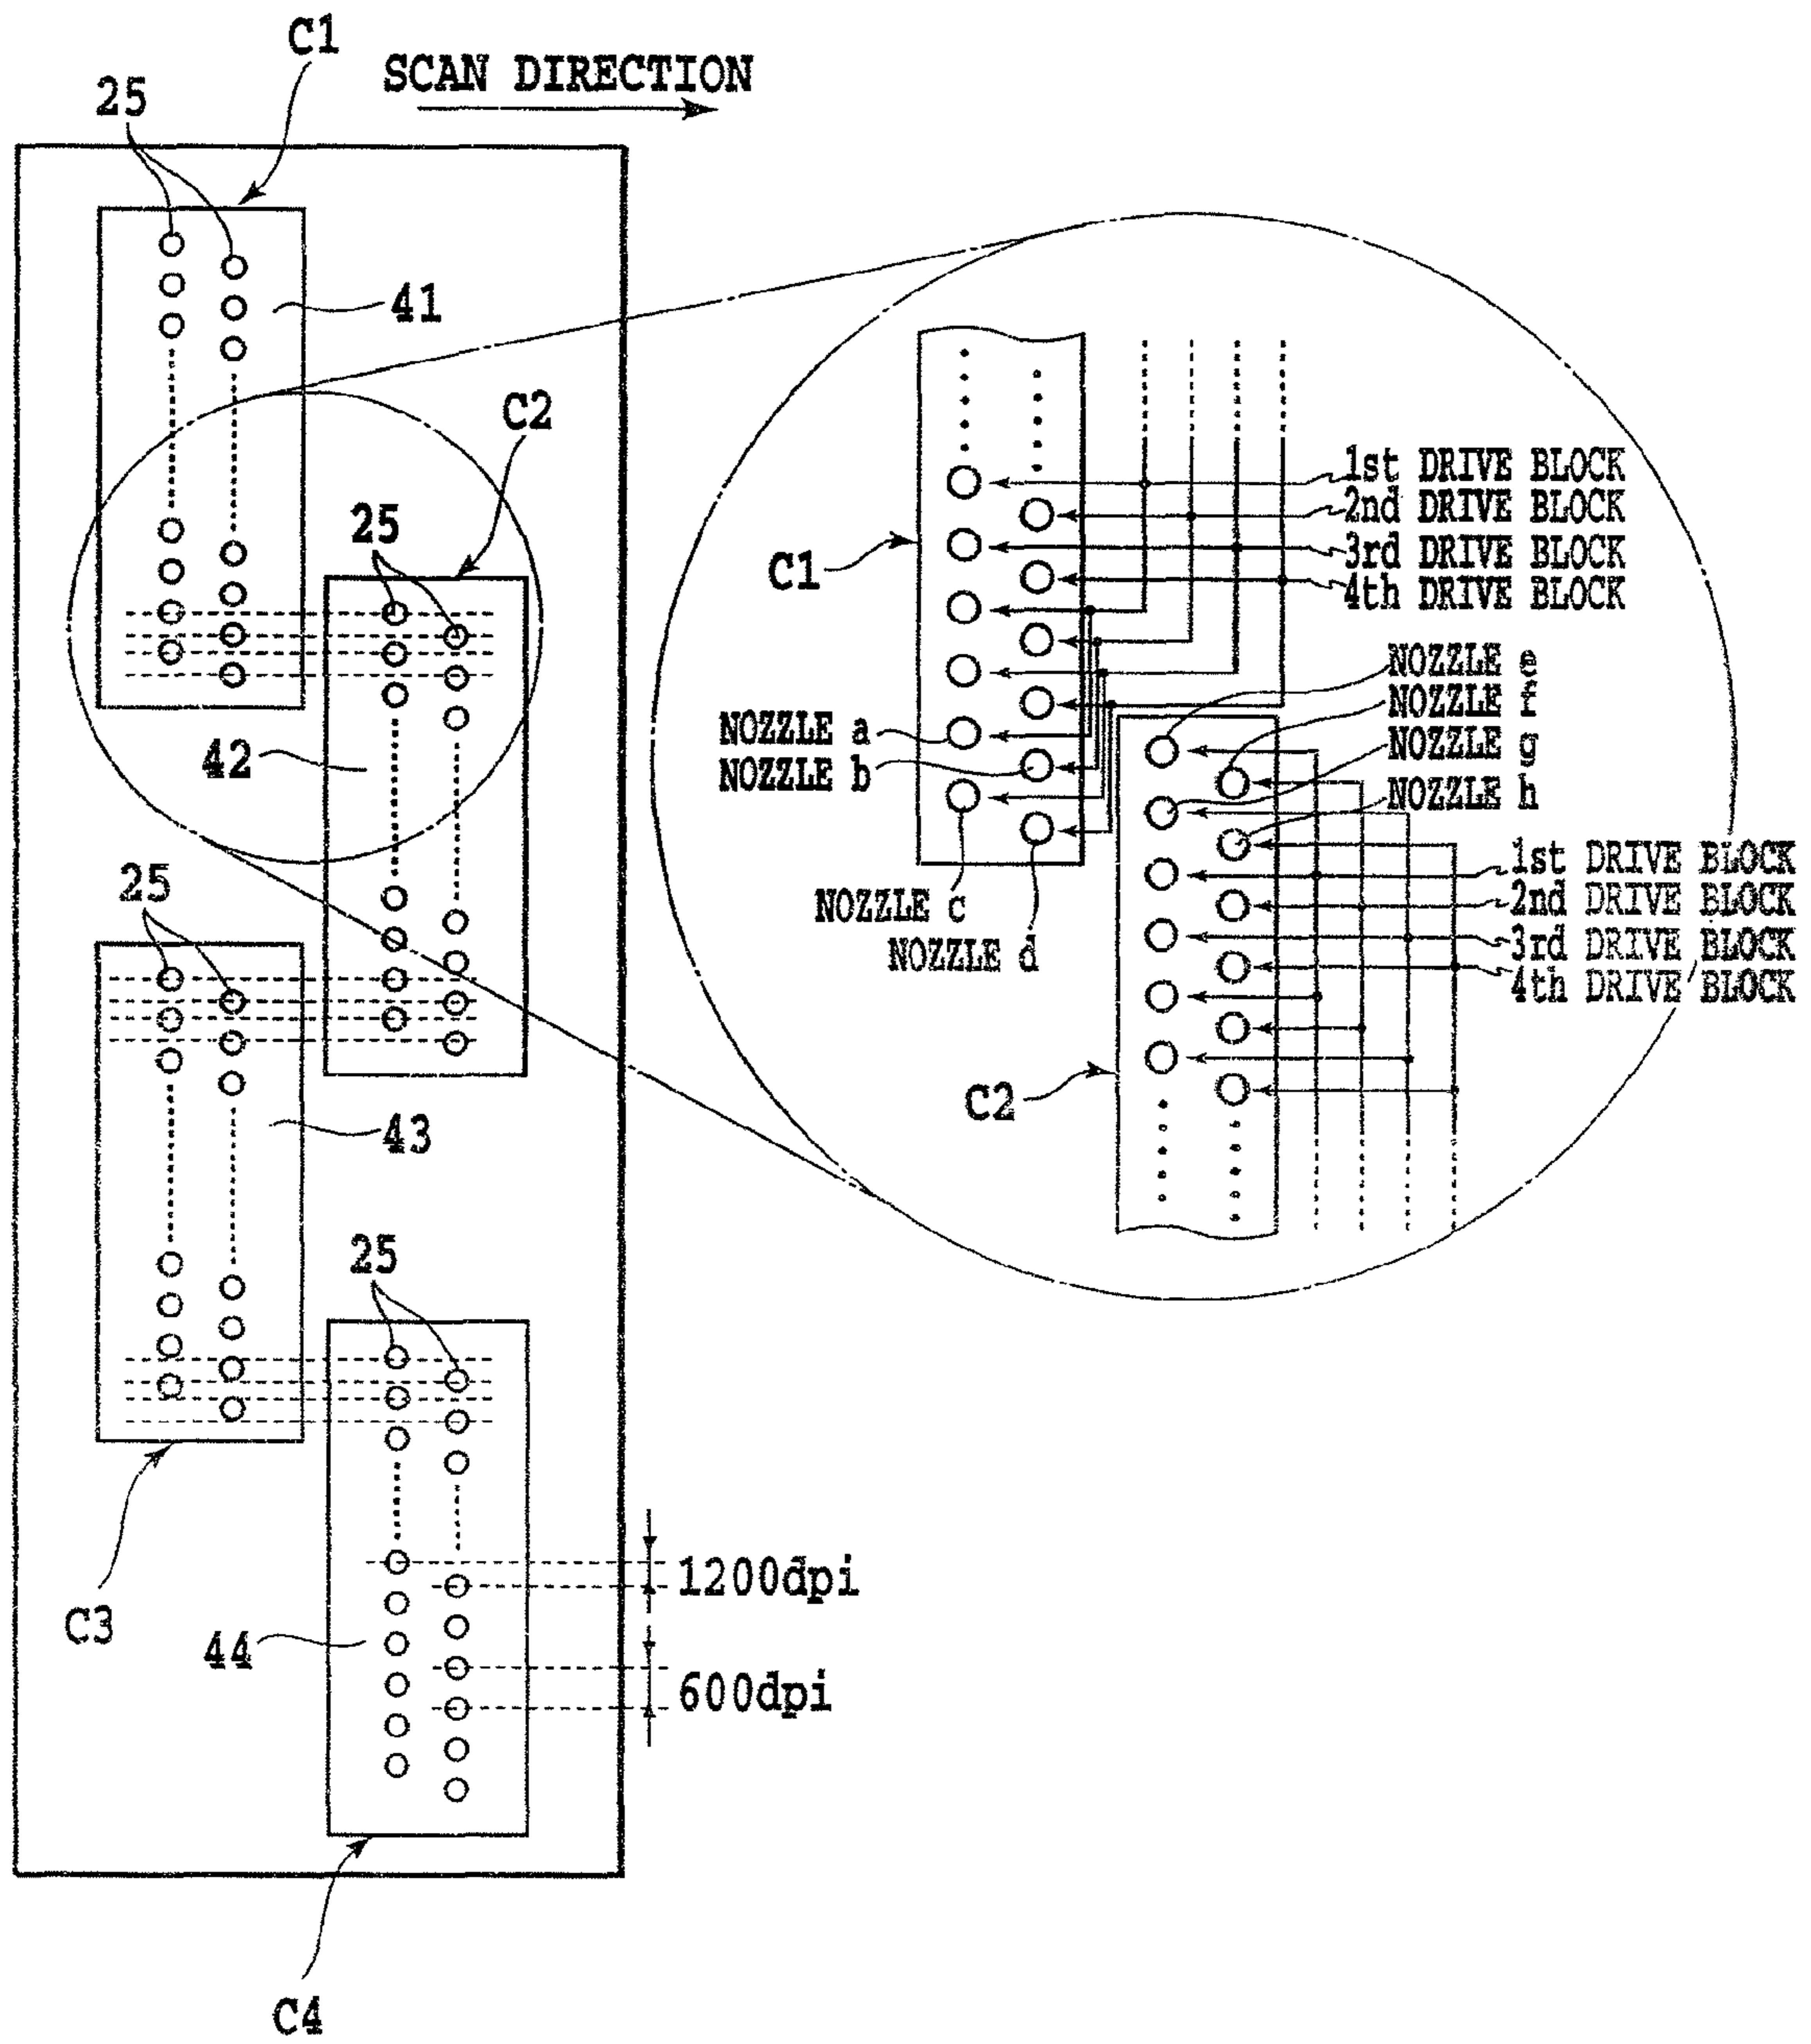 C1
SCAN DIRECTION
25
41
C2
25
42
25
43
25
C3
44
1200dpi
600dpi
C4
1st DRIVE BLOCK
2nd DRIVE BLOCK
3rd DRIVE BLOCK
4th DRIVE BLOCK
C1
NOZZLE e
NOZZLE f
NOZZLE g
NOZZLE h
NOZZLE a
NOZZLE b
NOZZLE c
NOZZLE d
1st DRIVE BLOCK
2nd DRIVE BLOCK
3rd DRIVE BLOCK
4th DRIVE BLOCK
C2